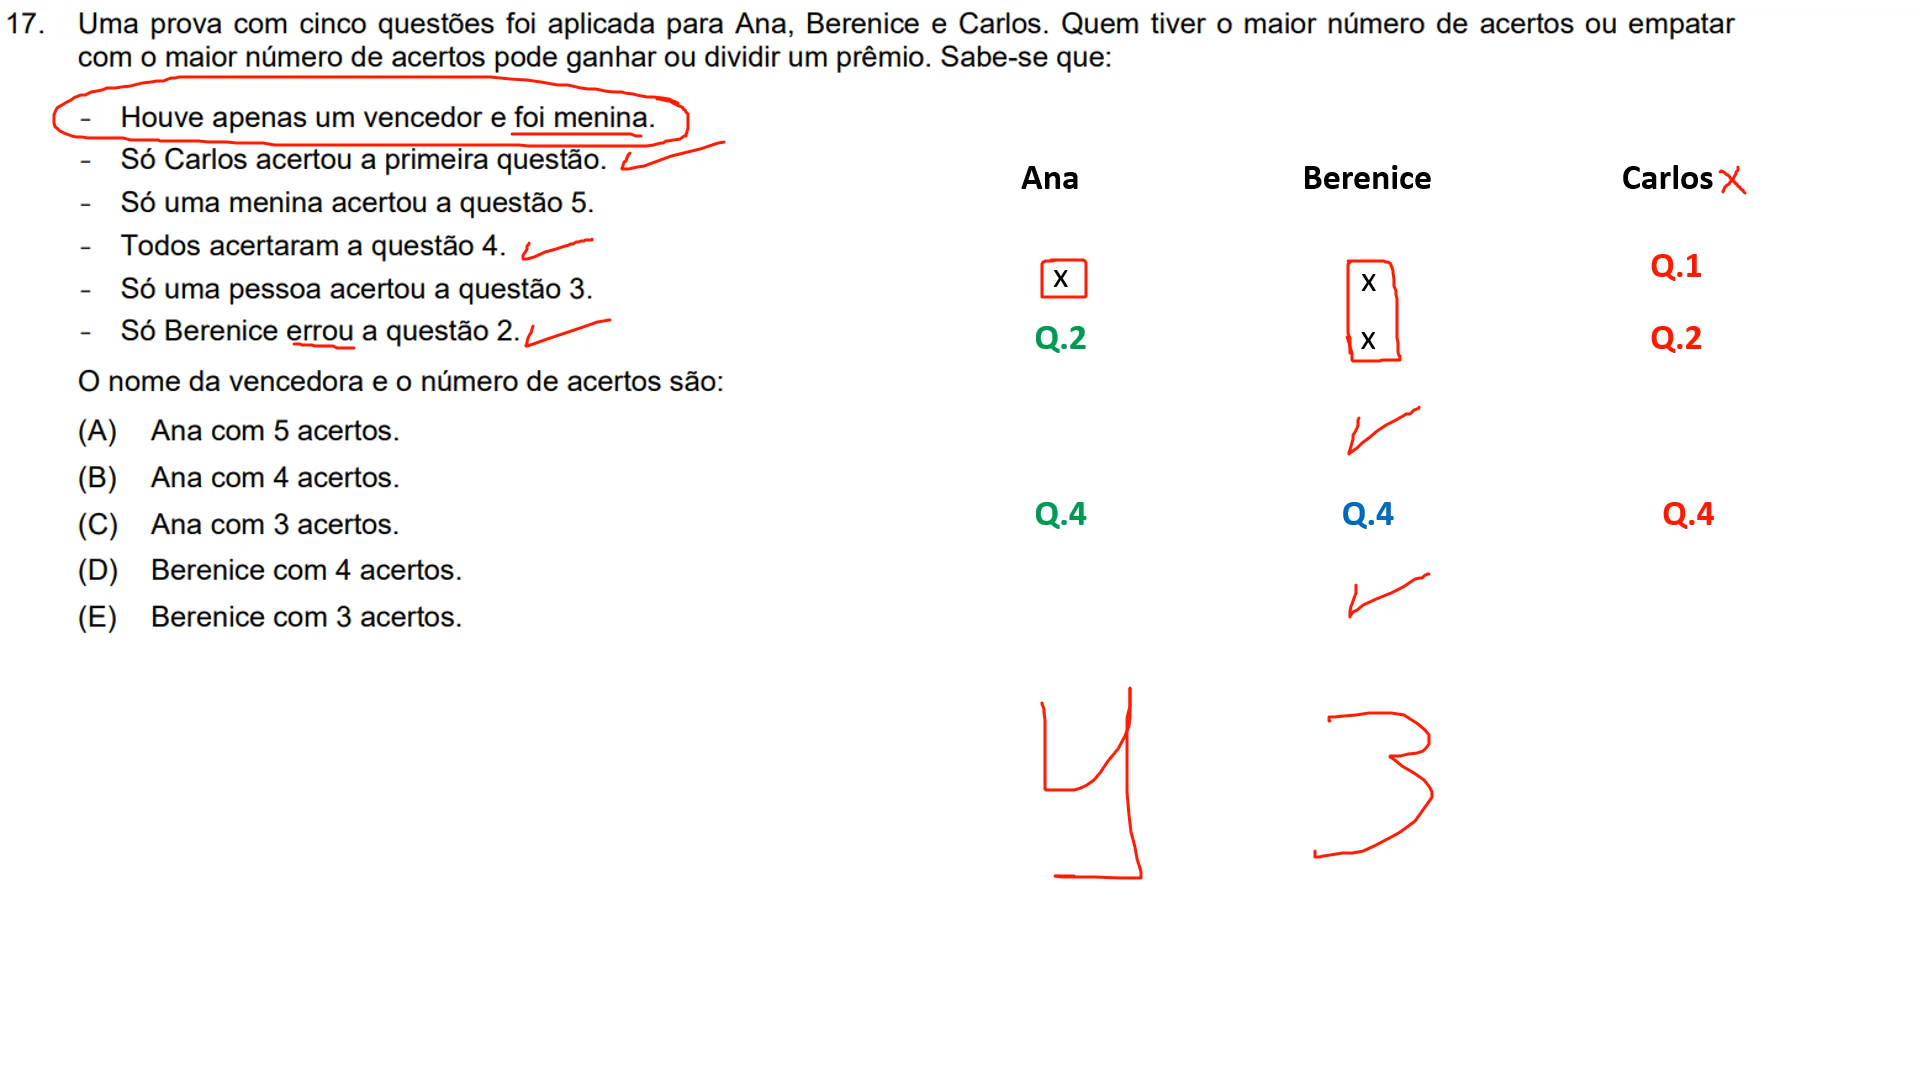 17. Uma prova com cinco questões foi aplicada para Ana, Berenice e Carlos. Quem tiver o maior número de acertos ou empatar
com o maior número de acertos pode ganhar ou dividir um prêmio. Sabe-se que:
- Houve apenas um vencedor e foi menina.
- Só Carlos acertou a primeira questão.
- Só uma menina acertou a questão 5.
- Todos acertaram a questão 4.
- Só uma pessoa acertou a questão 3.
- Só Berenice errou a questão 2.
O nome da vencedora e o número de acertos são:
(A) Ana com 5 acertos.
(B) Ana com 4 acertos.
(C) Ana com 3 acertos.
(D) Berenice com 4 acertos.
(E) Berenice com 3 acertos.
Ana Berenice Carlos X
X X Q.1
Q.2 X Q.2
Q.4 Q.4 Q.4
4 3